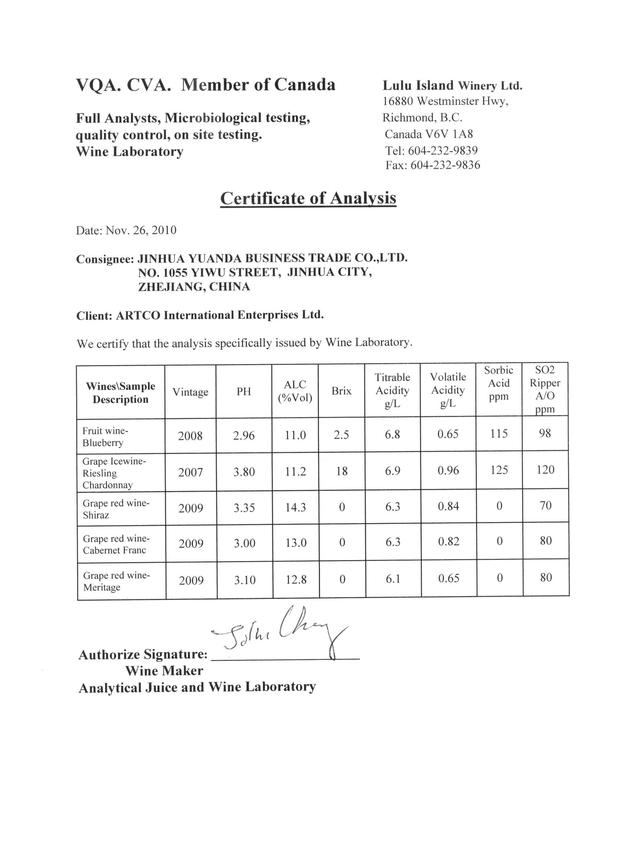 VQA. CVA. Member of Canada
Full Analysts, Microbiological testing,
quality control, on site testing.
Wine Laboratory
Lulu Island Winery Ltd.
16880 Westminster Hwy,
Richmond, B.C.
Canada V6V 1A8
Tel: 604-232-9839
Fax: 604-232-9836
Certificate of Analysis
Date: Nov. 26, 2010
Consignee: JINHUA YUANDA BUSINESS TRADE CO.,LTD.
NO. 1055 YIWU STREET, JINHUA CITY,
ZHEJIANG, CHINA
Client: ARTCO International Enterprises Ltd.
We certify that the analysis specifically issued by Wine Laboratory.
Wines\Sample Description Vintage PH ALC (%Vol) Brix Titrable Acidity g/L Volatile Acidity g/L Sorbic Acid ppm SO2 Ripper A/O ppm
Fruit wine-Blueberry 2008 2.96 11.0 2.5 6.8 0.65 115 98
Grape Icewine-Riesling Chardonnay 2007 3.80 11.2 18 6.9 0.96 125 120
Grape red wine-Shiraz 2009 3.35 14.3 0 6.3 0.84 0 70
Grape red wine-Cabernet Franc 2009 3.00 13.0 0 6.3 0.82 0 80
Grape red wine-Meritage 2009 3.10 12.8 0 6.1 0.65 0 80
Authorize Signature:
Wine Maker
Analytical Juice and Wine Laboratory